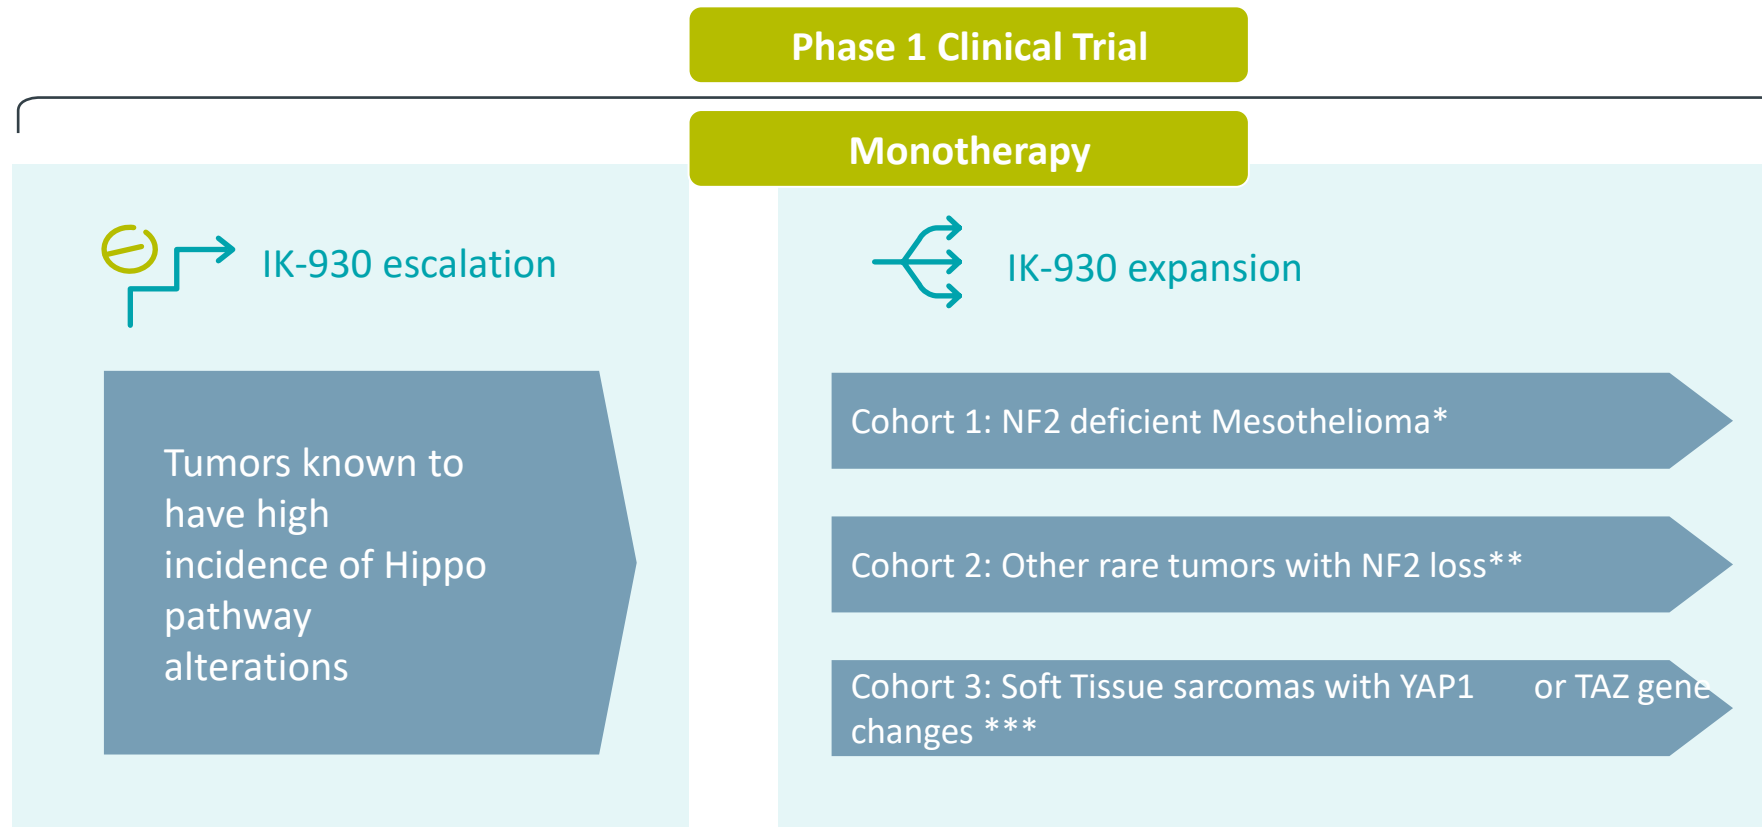 Phase 1 Clinical Trial
Monotherapy
IK-930 escalation
Tumors known to
have high
incidence of Hippo
pathway
alterations
IK-930 expansion
Cohort 1: NF2 deficient Mesothelioma*
Cohort 2: Other rare tumors with NF2 loss**
Cohort 3: Soft Tissue sarcomas with YAP1 or TAZ gene
changes ***